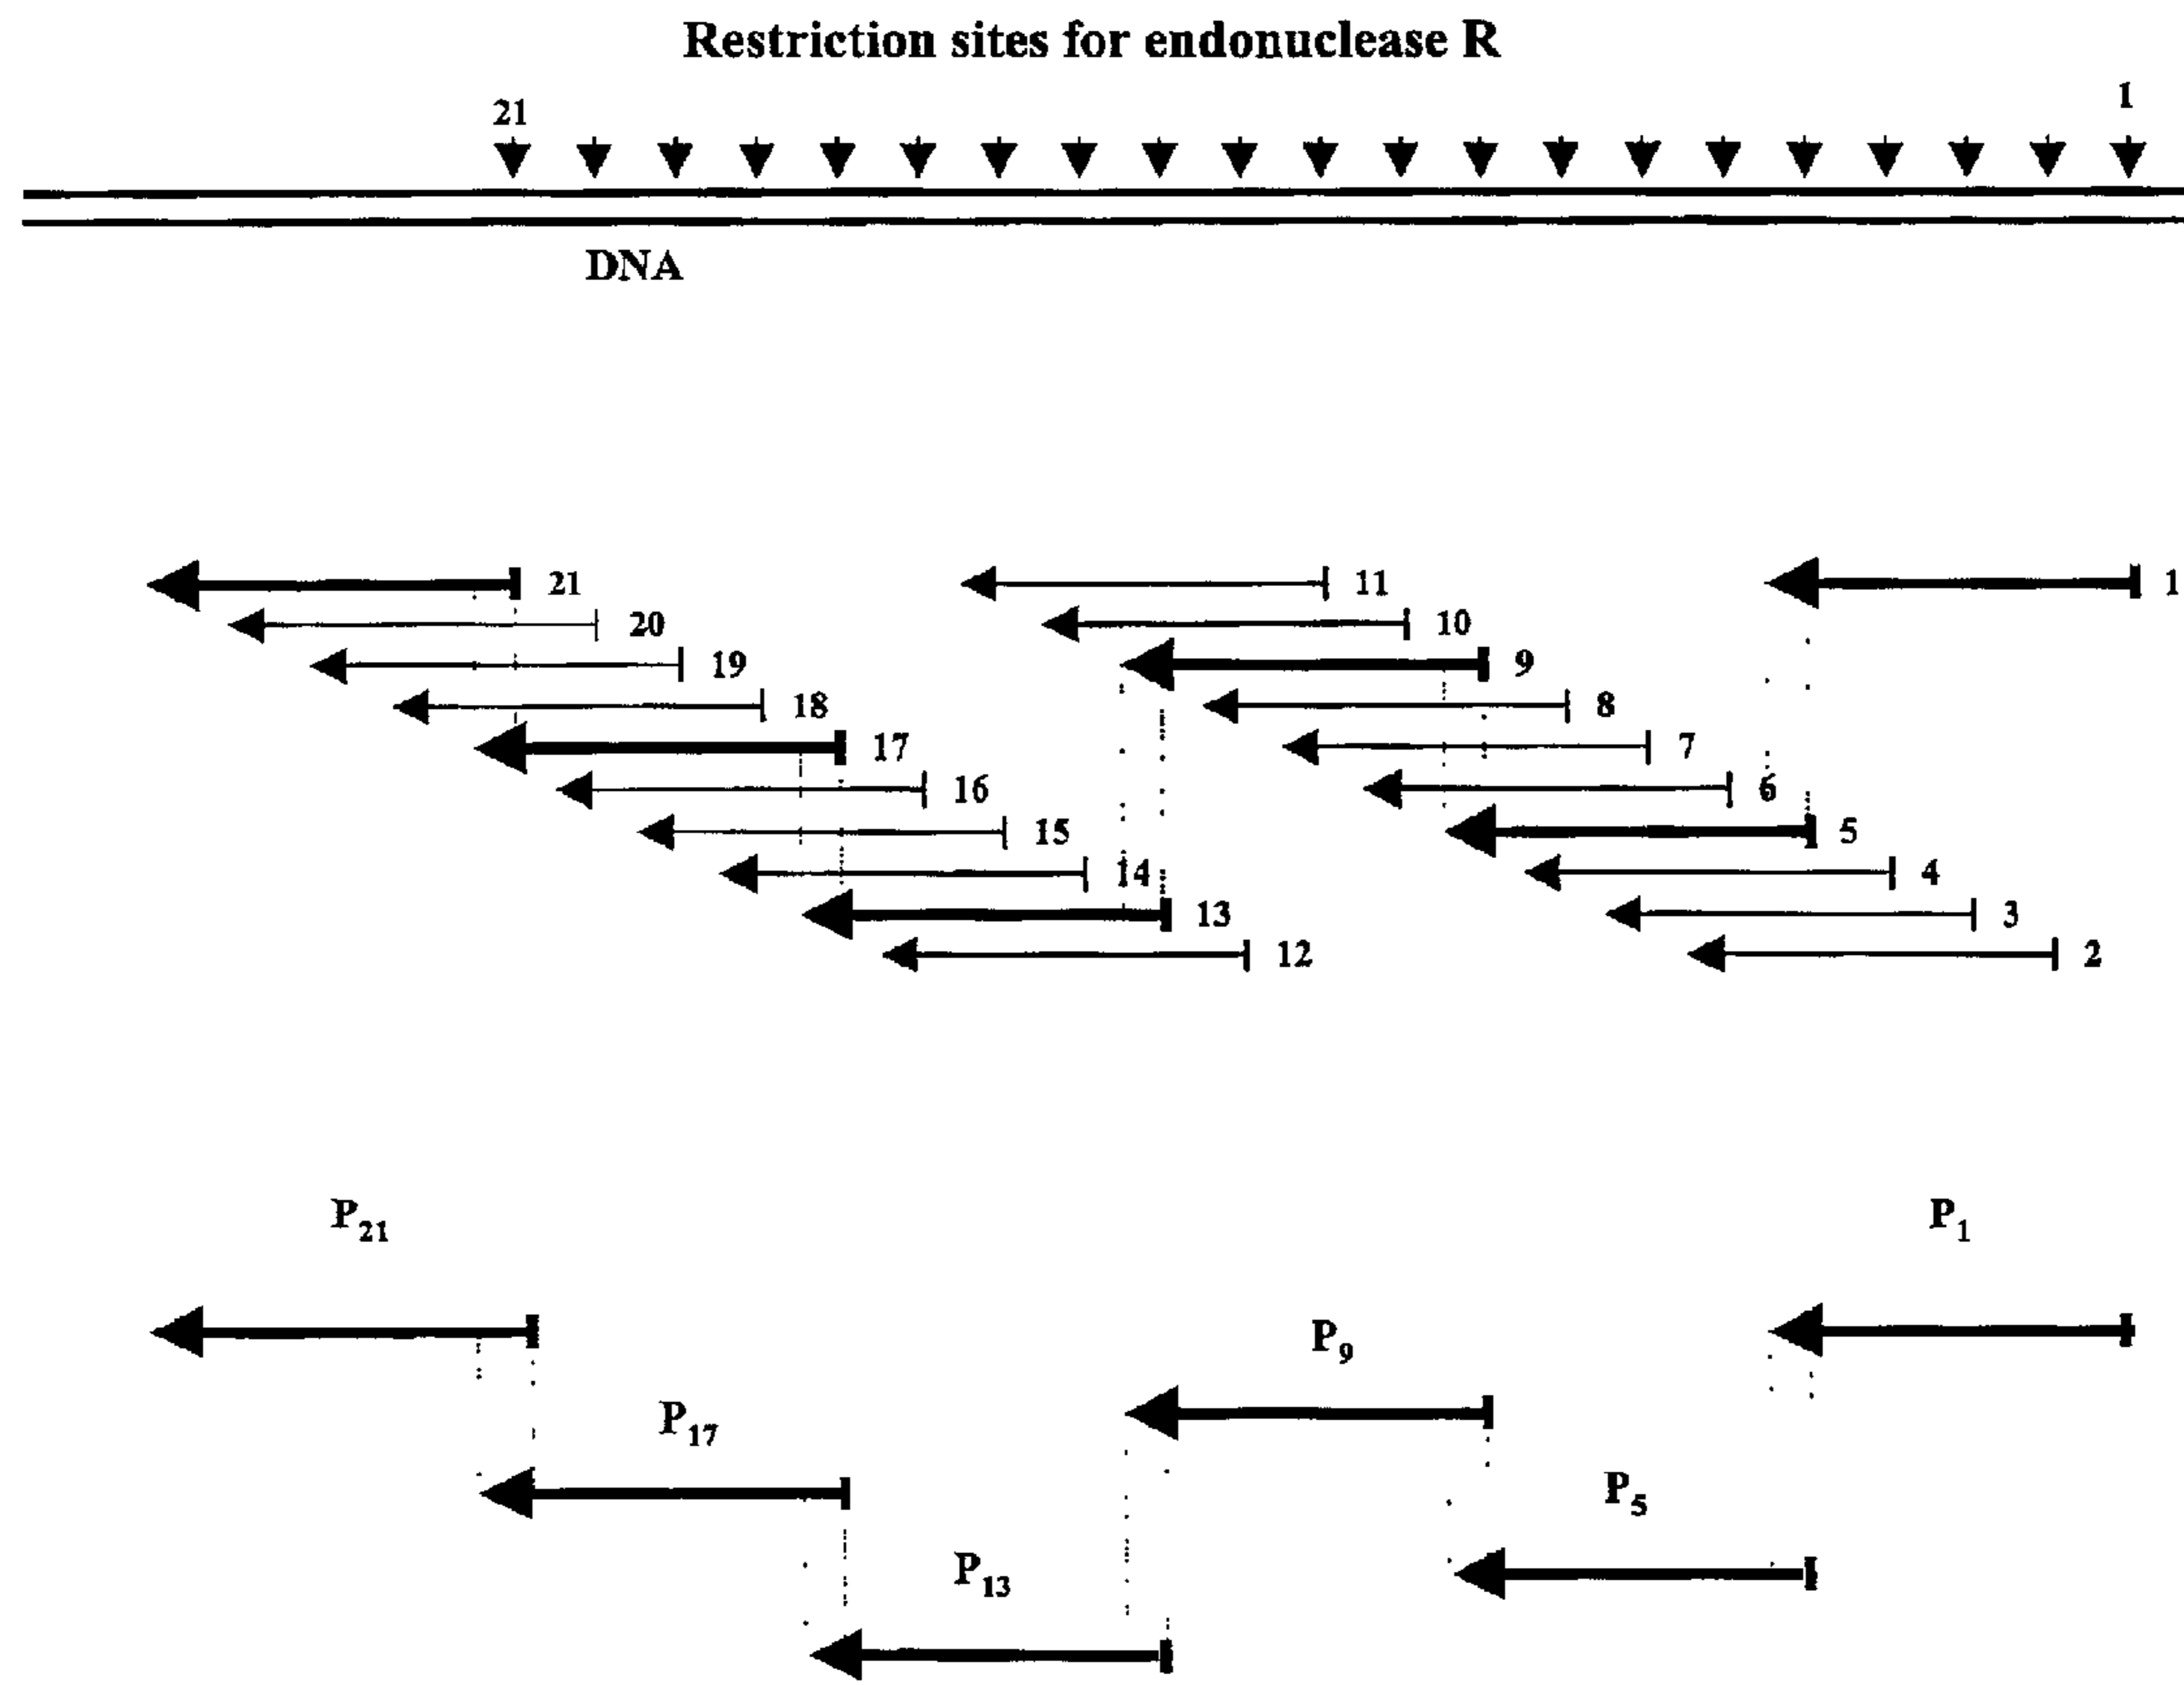 Restriction sites for endonuclease R
21 1
DNA
21 11 1
20 10
19 9
18 8
17 7
16 6
15 5
14 4
13 3
12 2
P21 P1
P9
P17
P5
P13